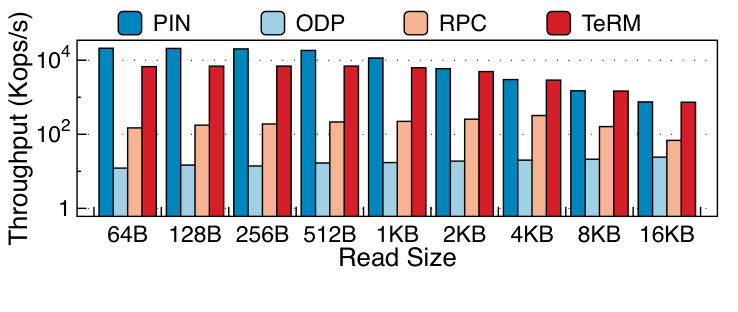 PIN ODP RPC TeRM
Throughput (Kops/s)
10^4
10^2
1
64B 128B 256B 512B 1KB 2KB 4KB 8KB 16KB
Read Size